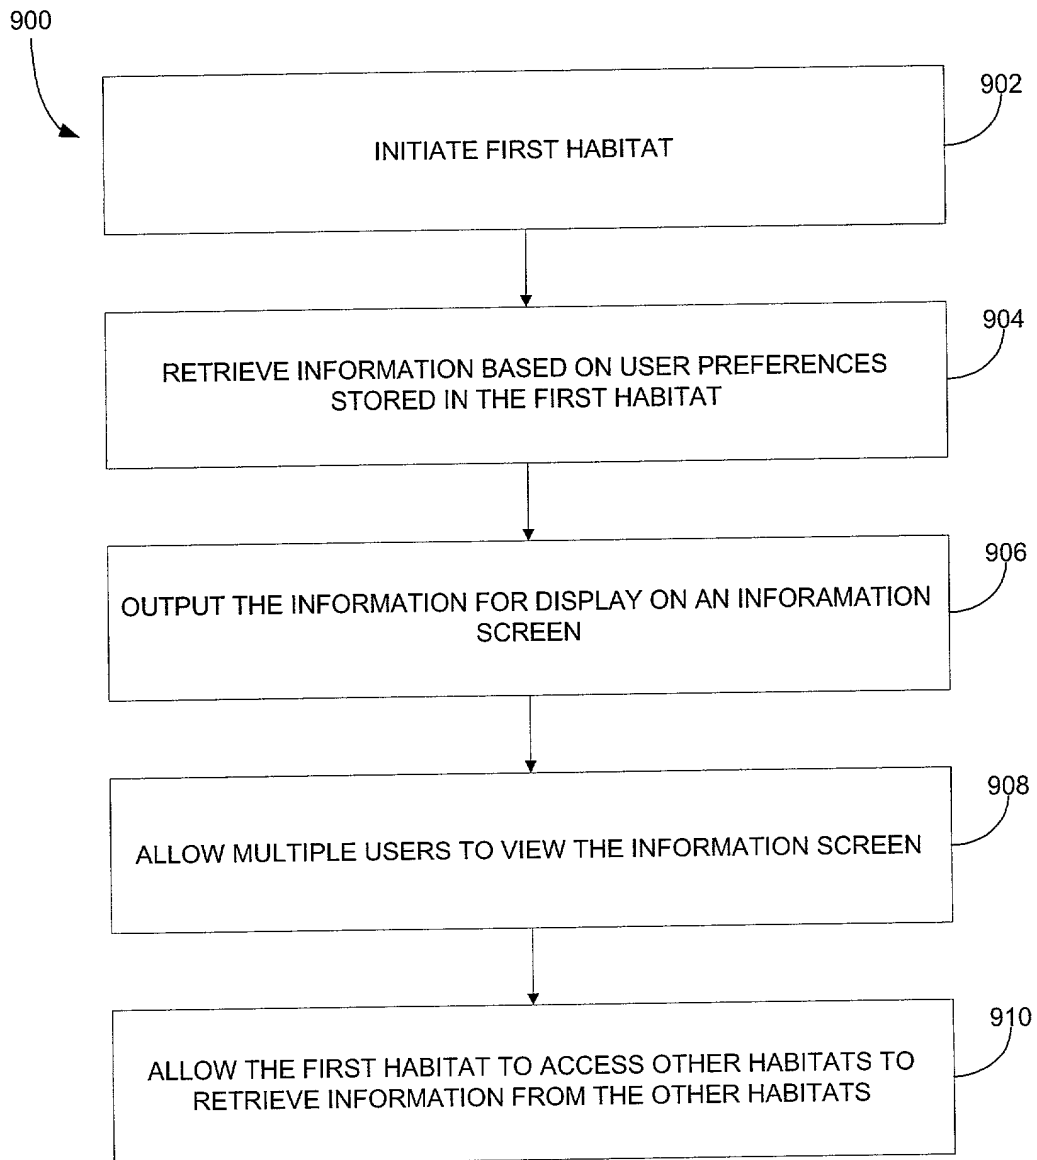 900
902
INITIATE FIRST HABITAT
904
RETRIEVE INFORMATION BASED ON USER PREFERENCES
STORED IN THE FIRST HABITAT
906
OUTPUT THE INFORMATION FOR DISPLAY ON AN INFORAMATION
SCREEN
908
ALLOW MULTIPLE USERS TO VIEW THE INFORMATION SCREEN
910
ALLOW THE FIRST HABITAT TO ACCESS OTHER HABITATS TO
RETRIEVE INFORMATION FROM THE OTHER HABITATS